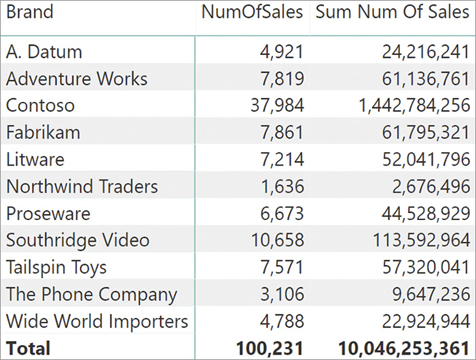 Brand NumOfSales Sum Num Of Sales
A. Datum 4,921 24,216,241
Adventure Works 7,819 61,136,761
Contoso 37,984 1,442,784,256
Fabrikam 7,861 61,795,321
Litware 7,214 52,041,796
Northwind Traders 1,636 2,676,496
Proseware 6,673 44,528,929
Southridge Video 10,658 113,592,964
Tailspin Toys 7,571 57,320,041
The Phone Company 3,106 9,647,236
Wide World Importers 4,788 22,924,944
Total 100,231 10,046,253,361